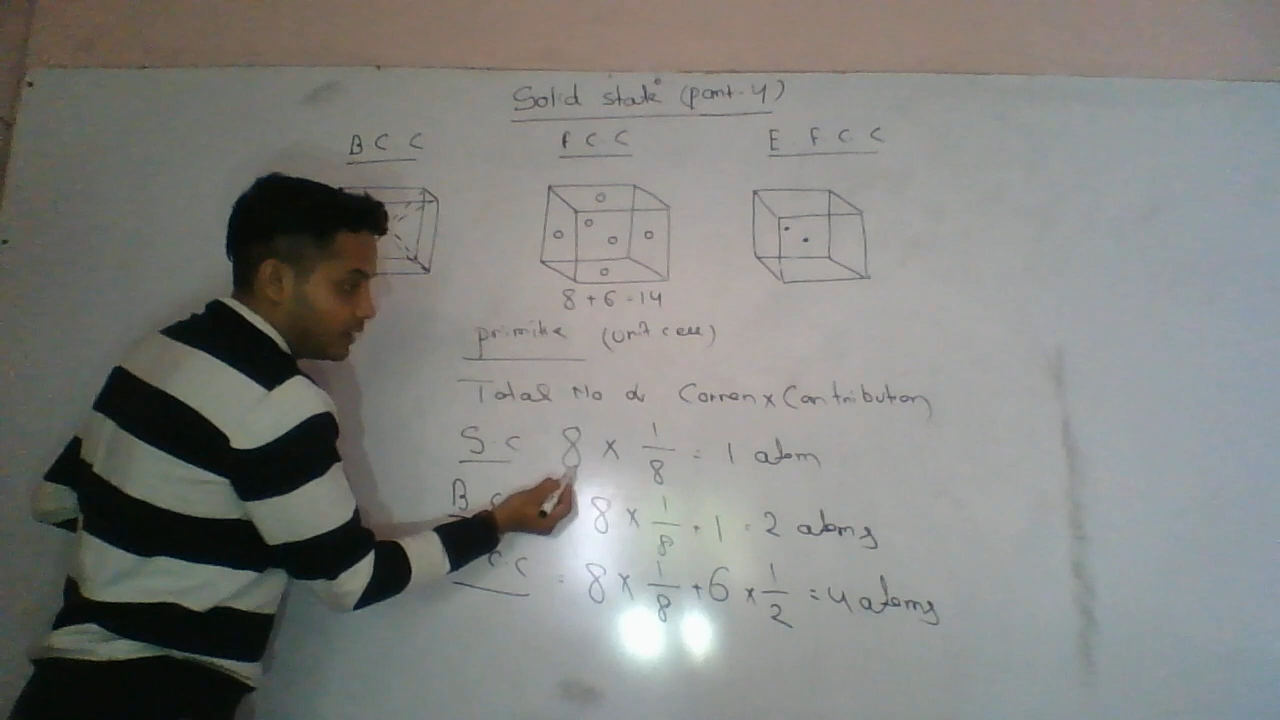 Solid state (part-4)
B C C
F C C
E F C C
8 + 6 = 14
(Unit cell)
Total No of Corner x Contribution
S.C 8 × 1/8 = 1 atom
B C 8 × 1/8 + 1 = 2 atoms
C.C = 8 × 1/8 + 6 × 1/2 = 4 atoms